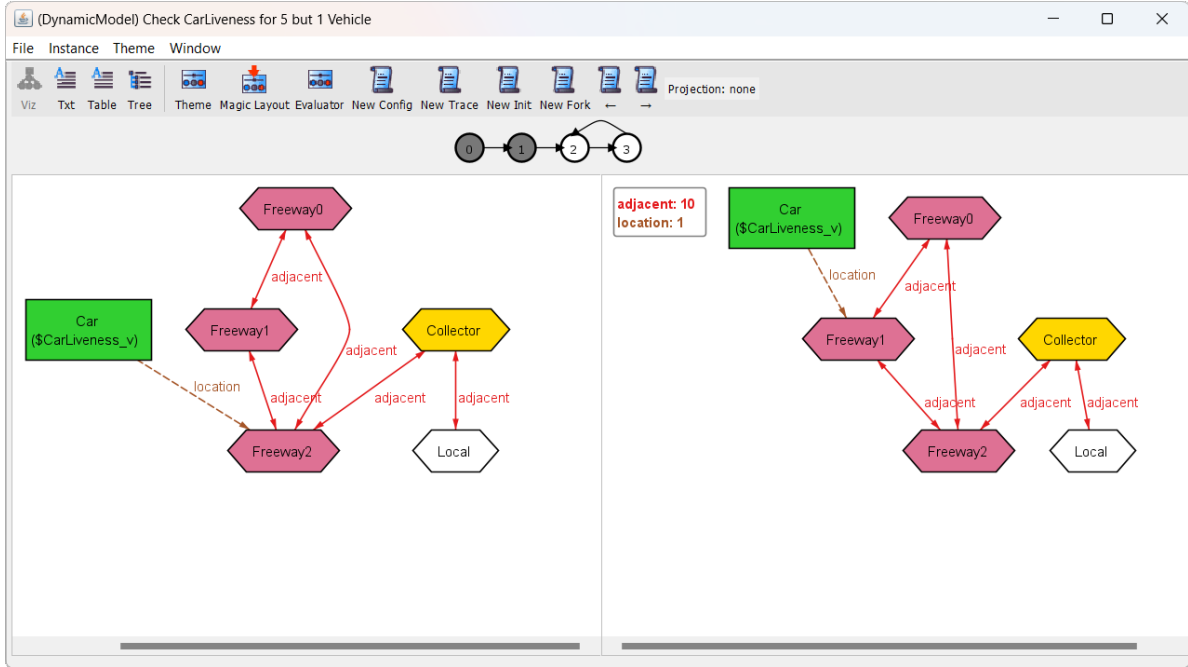 (DynamicModel) Check CarLiveness for 5 but 1 Vehicle
File Instance Theme Window
Viz Txt Table Tree Theme Magic Layout Evaluator New Config New Trace New Init New Fork ← → Projection: none
0 1 2 3
Freeway0
adjacent
Car
($CarLiveness_v)
Freeway1
Collector
adjacent
location
adjacent
adjacent
adjacent
Freeway2
Local
adjacent: 10
location: 1
Car
($CarLiveness_v)
Freeway0
location
adjacent
Freeway1
Collector
adjacent
adjacent
adjacent
adjacent
Freeway2
Local